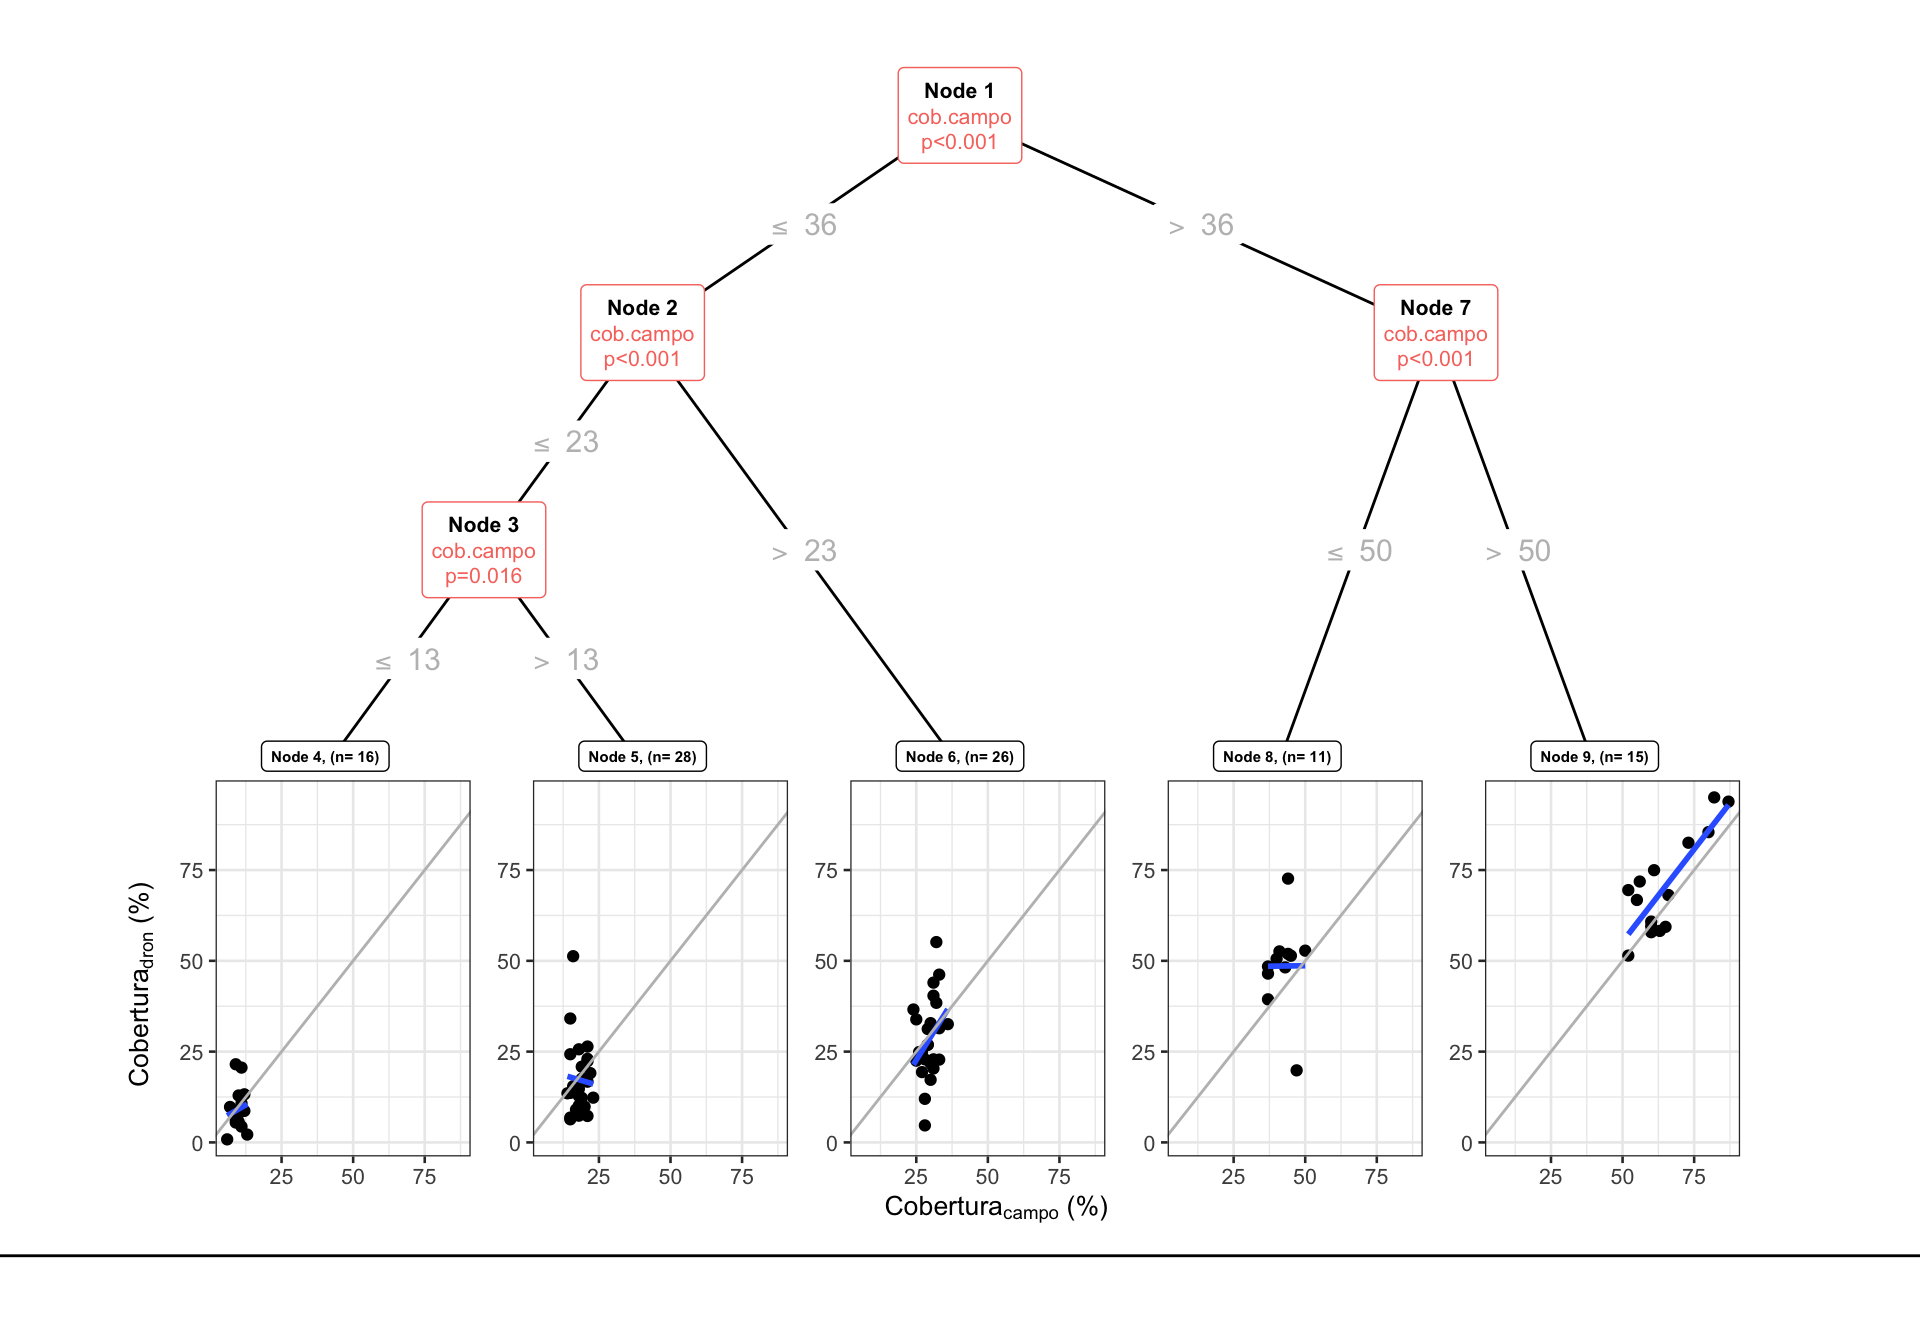 Node 1
cob.campo
p<0.001
≤ 36
> 36
Node 2
cob.campo
p<0.001
Node 7
cob.campo
p<0.001
≤ 23
Node 3
cob.campo
p=0.016
> 23
≤ 50
> 50
≤ 13
> 13
Node 4, (n= 16)
Node 5, (n= 28)
Node 6, (n= 26)
Node 8, (n= 11)
Node 9, (n= 15)
Coberturadron (%)
75
50
25
0
25 50 75
75
50
25
0
25 50 75
75
50
25
0
25 50 75
75
50
25
0
25 50 75
75
50
25
0
25 50 75
Coberturacampo (%)